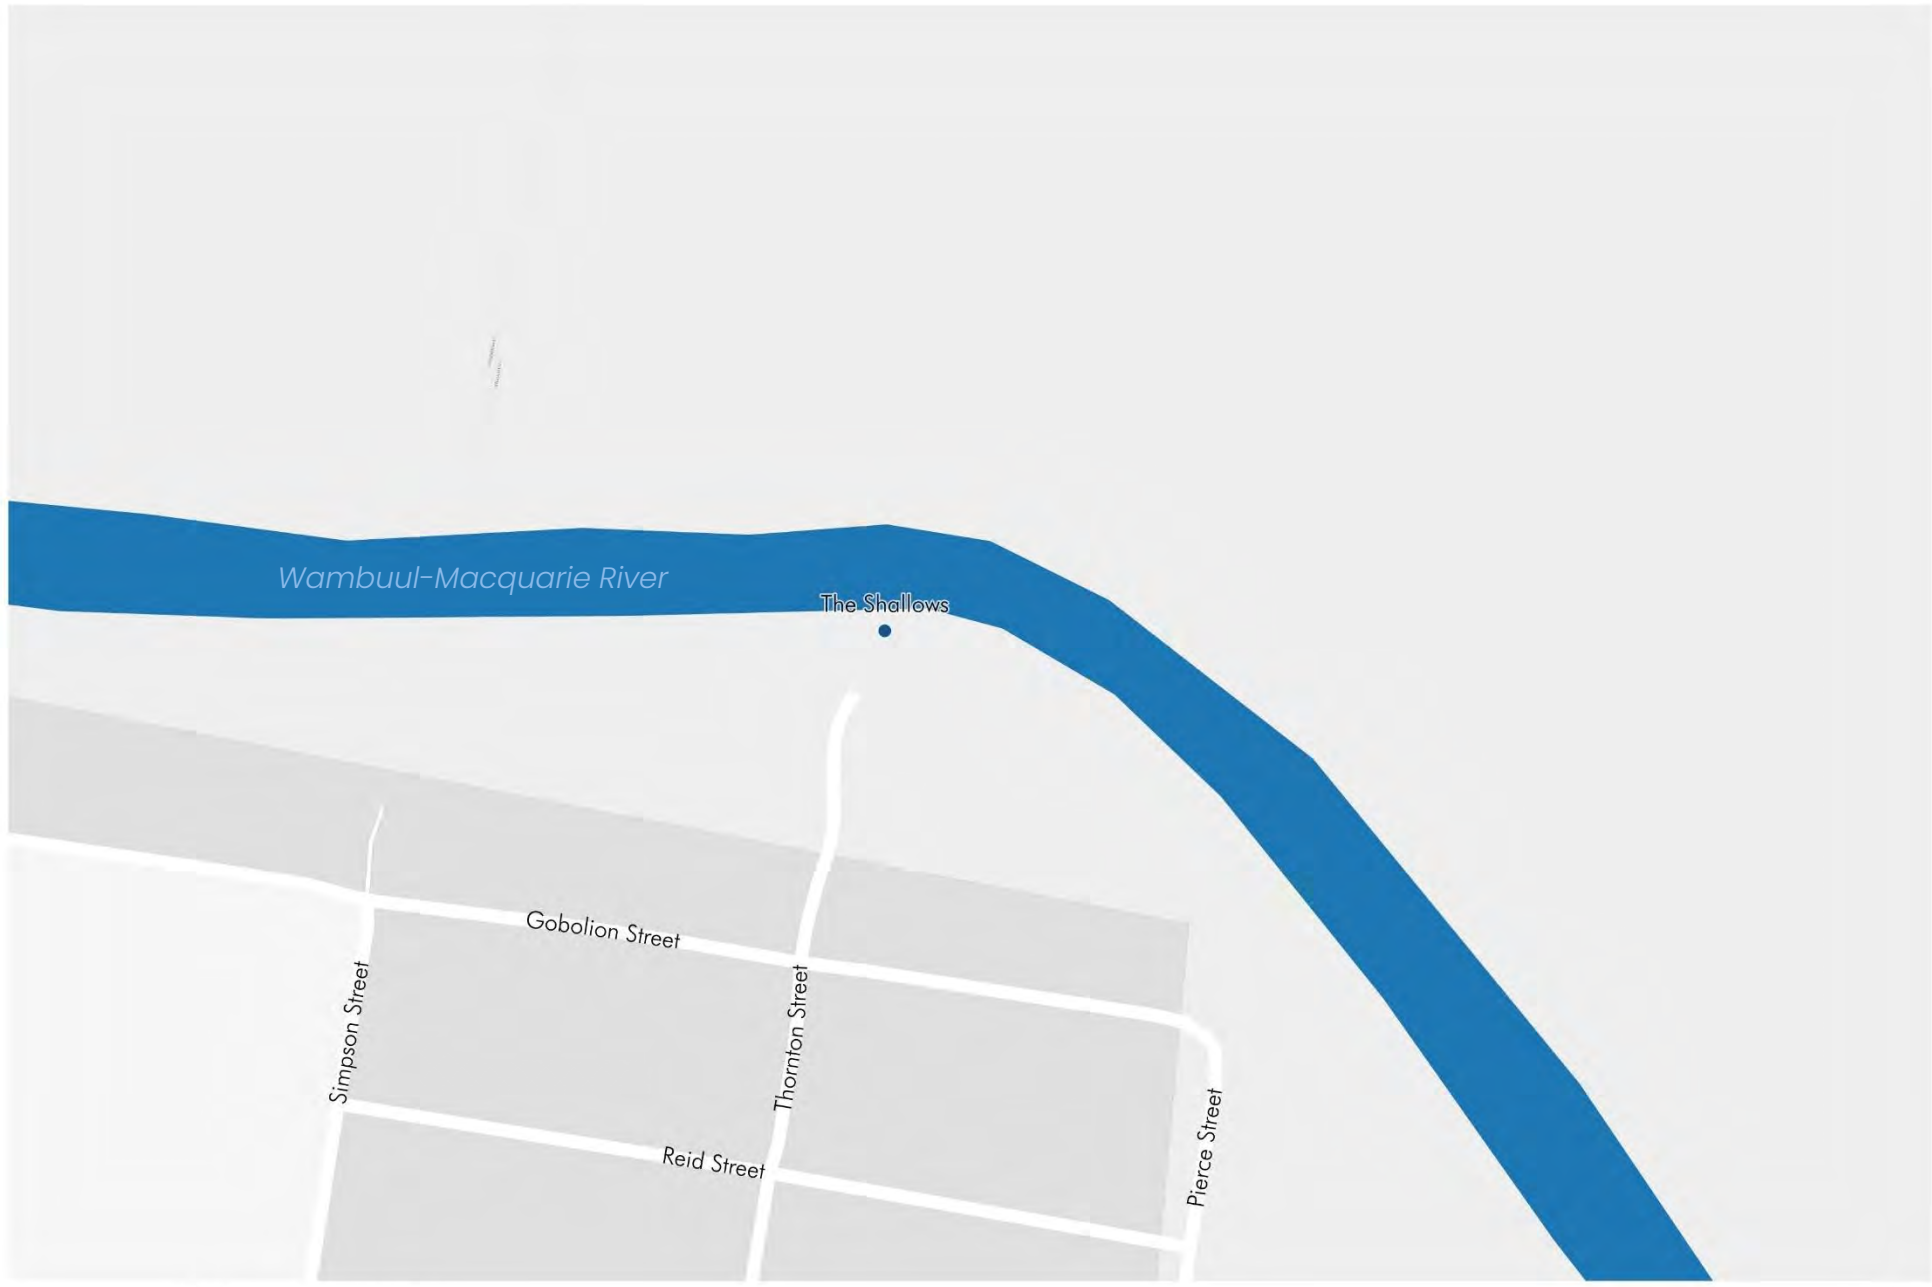 Wambuul-Macquarie River
The Shallows
Gobolion Street
Simpson Street
Thornton Street
Pierce Street
Reid Street